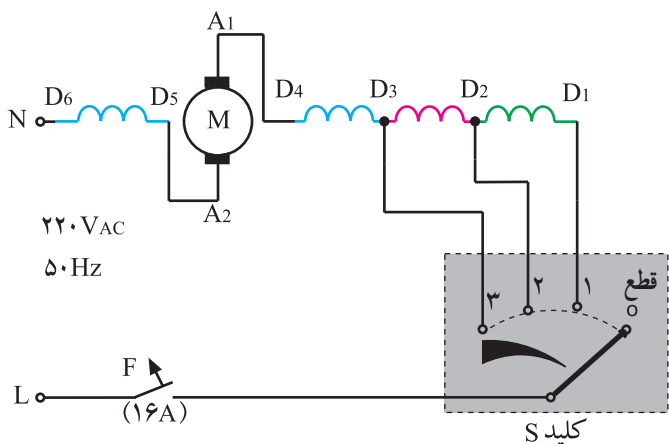 A1
D6 D5 D4 D3 D2 D1
N
M
A2
۲۲۰VAC
۵۰Hz
قطع
o
۱
۲
۳
F
L
(۱۶A)
کلید S